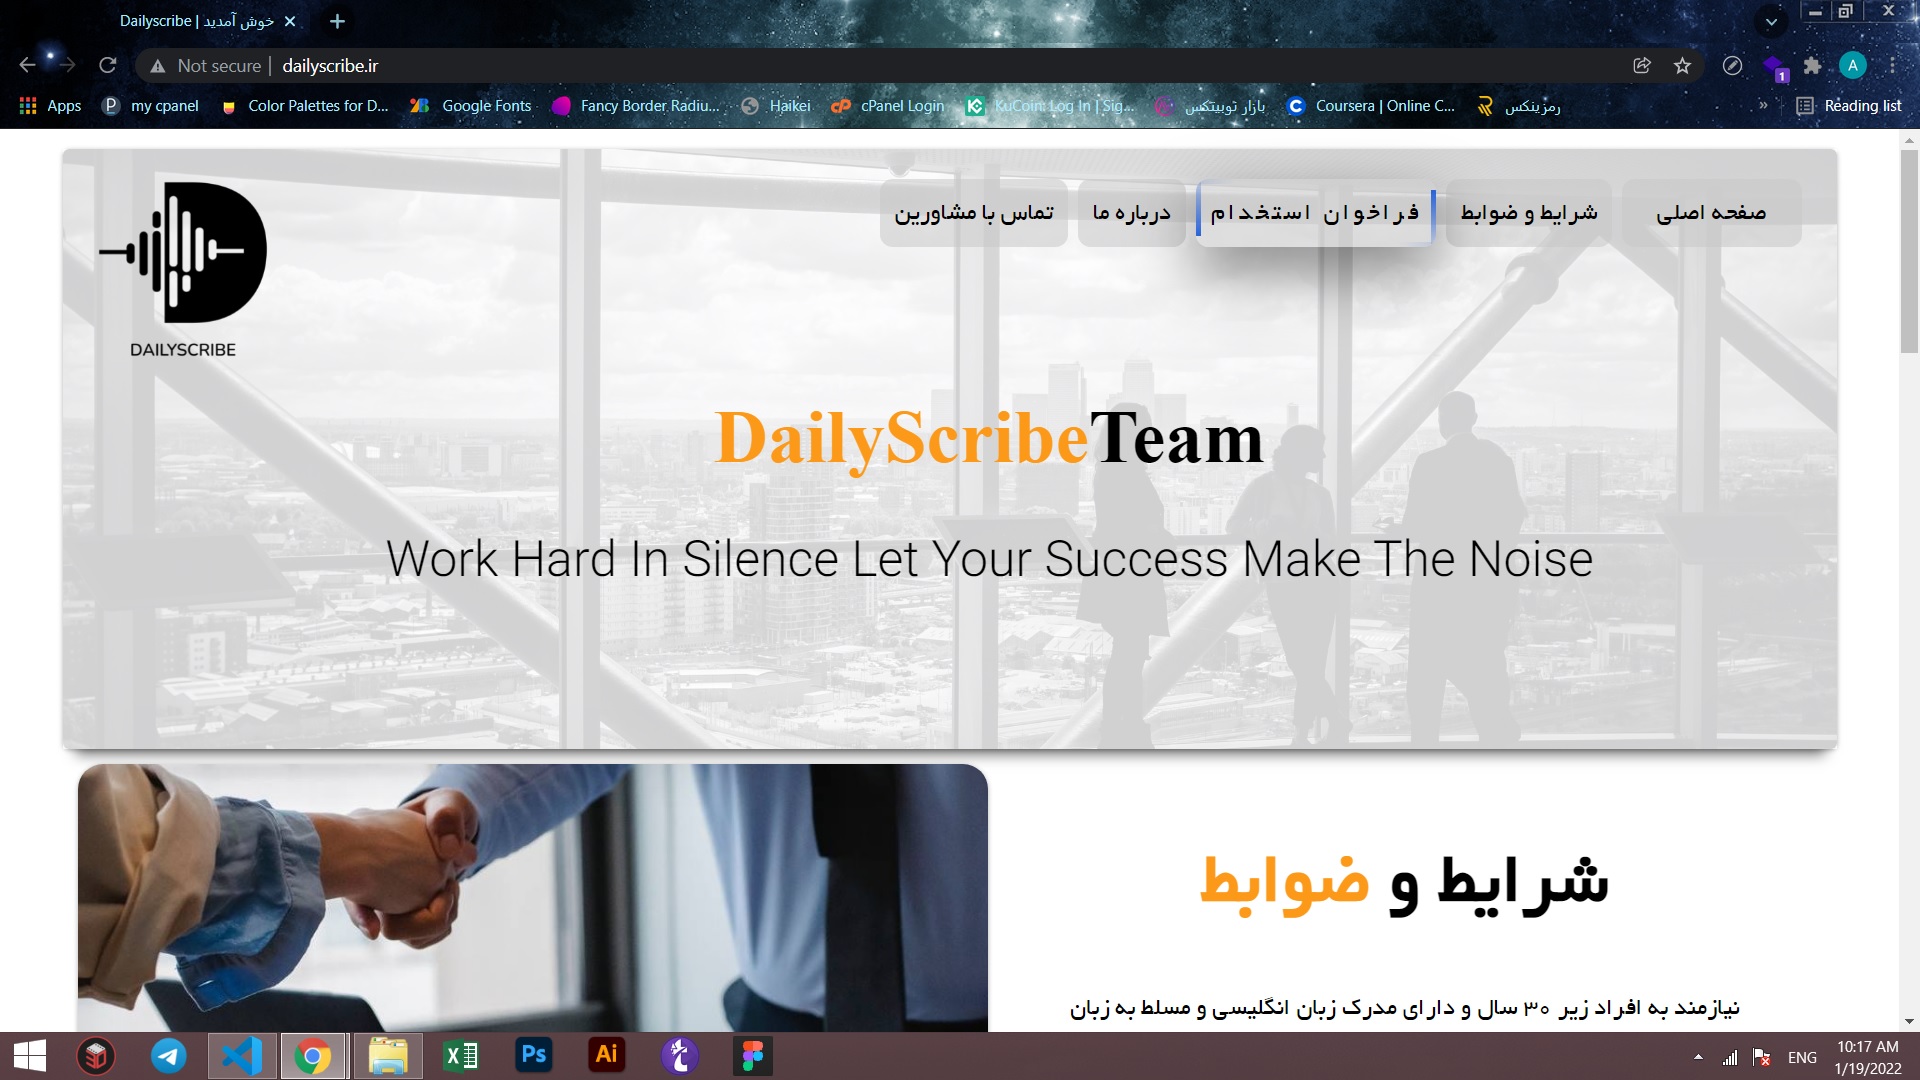 Dailyscribe | خوش آمدید
Not secure | dailyscribe.ir
A
1
Apps
my cpanel
Color Palettes for D...
Google Fonts
Fancy Border Radiu...
Haikei
cPanel Login
KuCoin: Log In | Sig...
بازار توبیتکس
Coursera | Online C...
رمزینکس
»
Reading list
صفحه اصلی
شرایط و ضوابط
فراخوان استخدام
درباره ما
تماس با مشاورین
DAILYSCRIBE
DailyScribeTeam
Work Hard In Silence Let Your Success Make The Noise
شرایط و ضوابط
نیازمند به افراد زیر ۳۰ سال و دارای مدرک زبان انگلیسی و مسلط به زبان
Ps
Ai
ENG
10:17 AM
1/19/2022